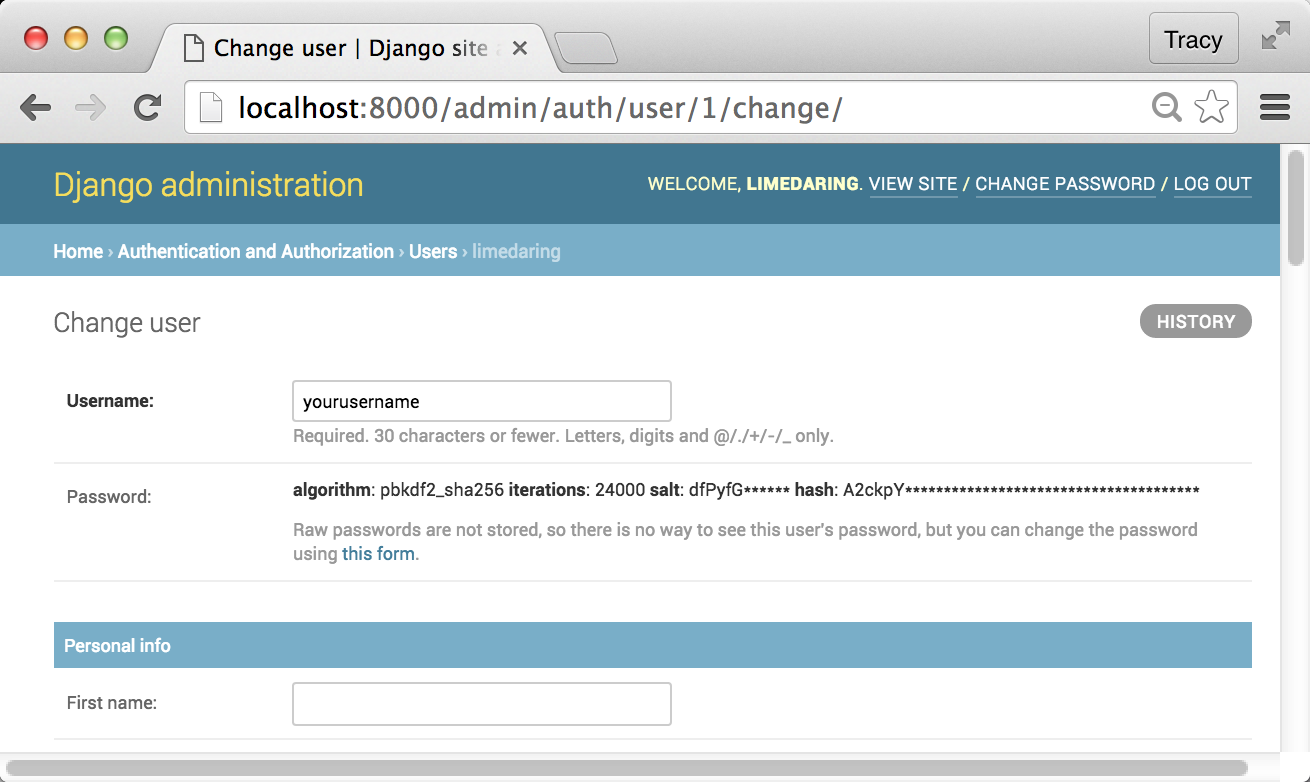 Change user | Django site a
Tracy
localhost:8000/admin/auth/user/1/change/
Django administration
WELCOME, LIMEDARING. VIEW SITE / CHANGE PASSWORD / LOG OUT
Home › Authentication and Authorization › Users › limedaring
Change user
HISTORY
Username:
yourusername
Required. 30 characters or fewer. Letters, digits and @/./+/-/_ only.
Password:
algorithm: pbkdf2_sha256 iterations: 24000 salt: dfPyfG****** hash: A2ckpY**************************************
Raw passwords are not stored, so there is no way to see this user's password, but you can change the password
using this form.
Personal info
First name: